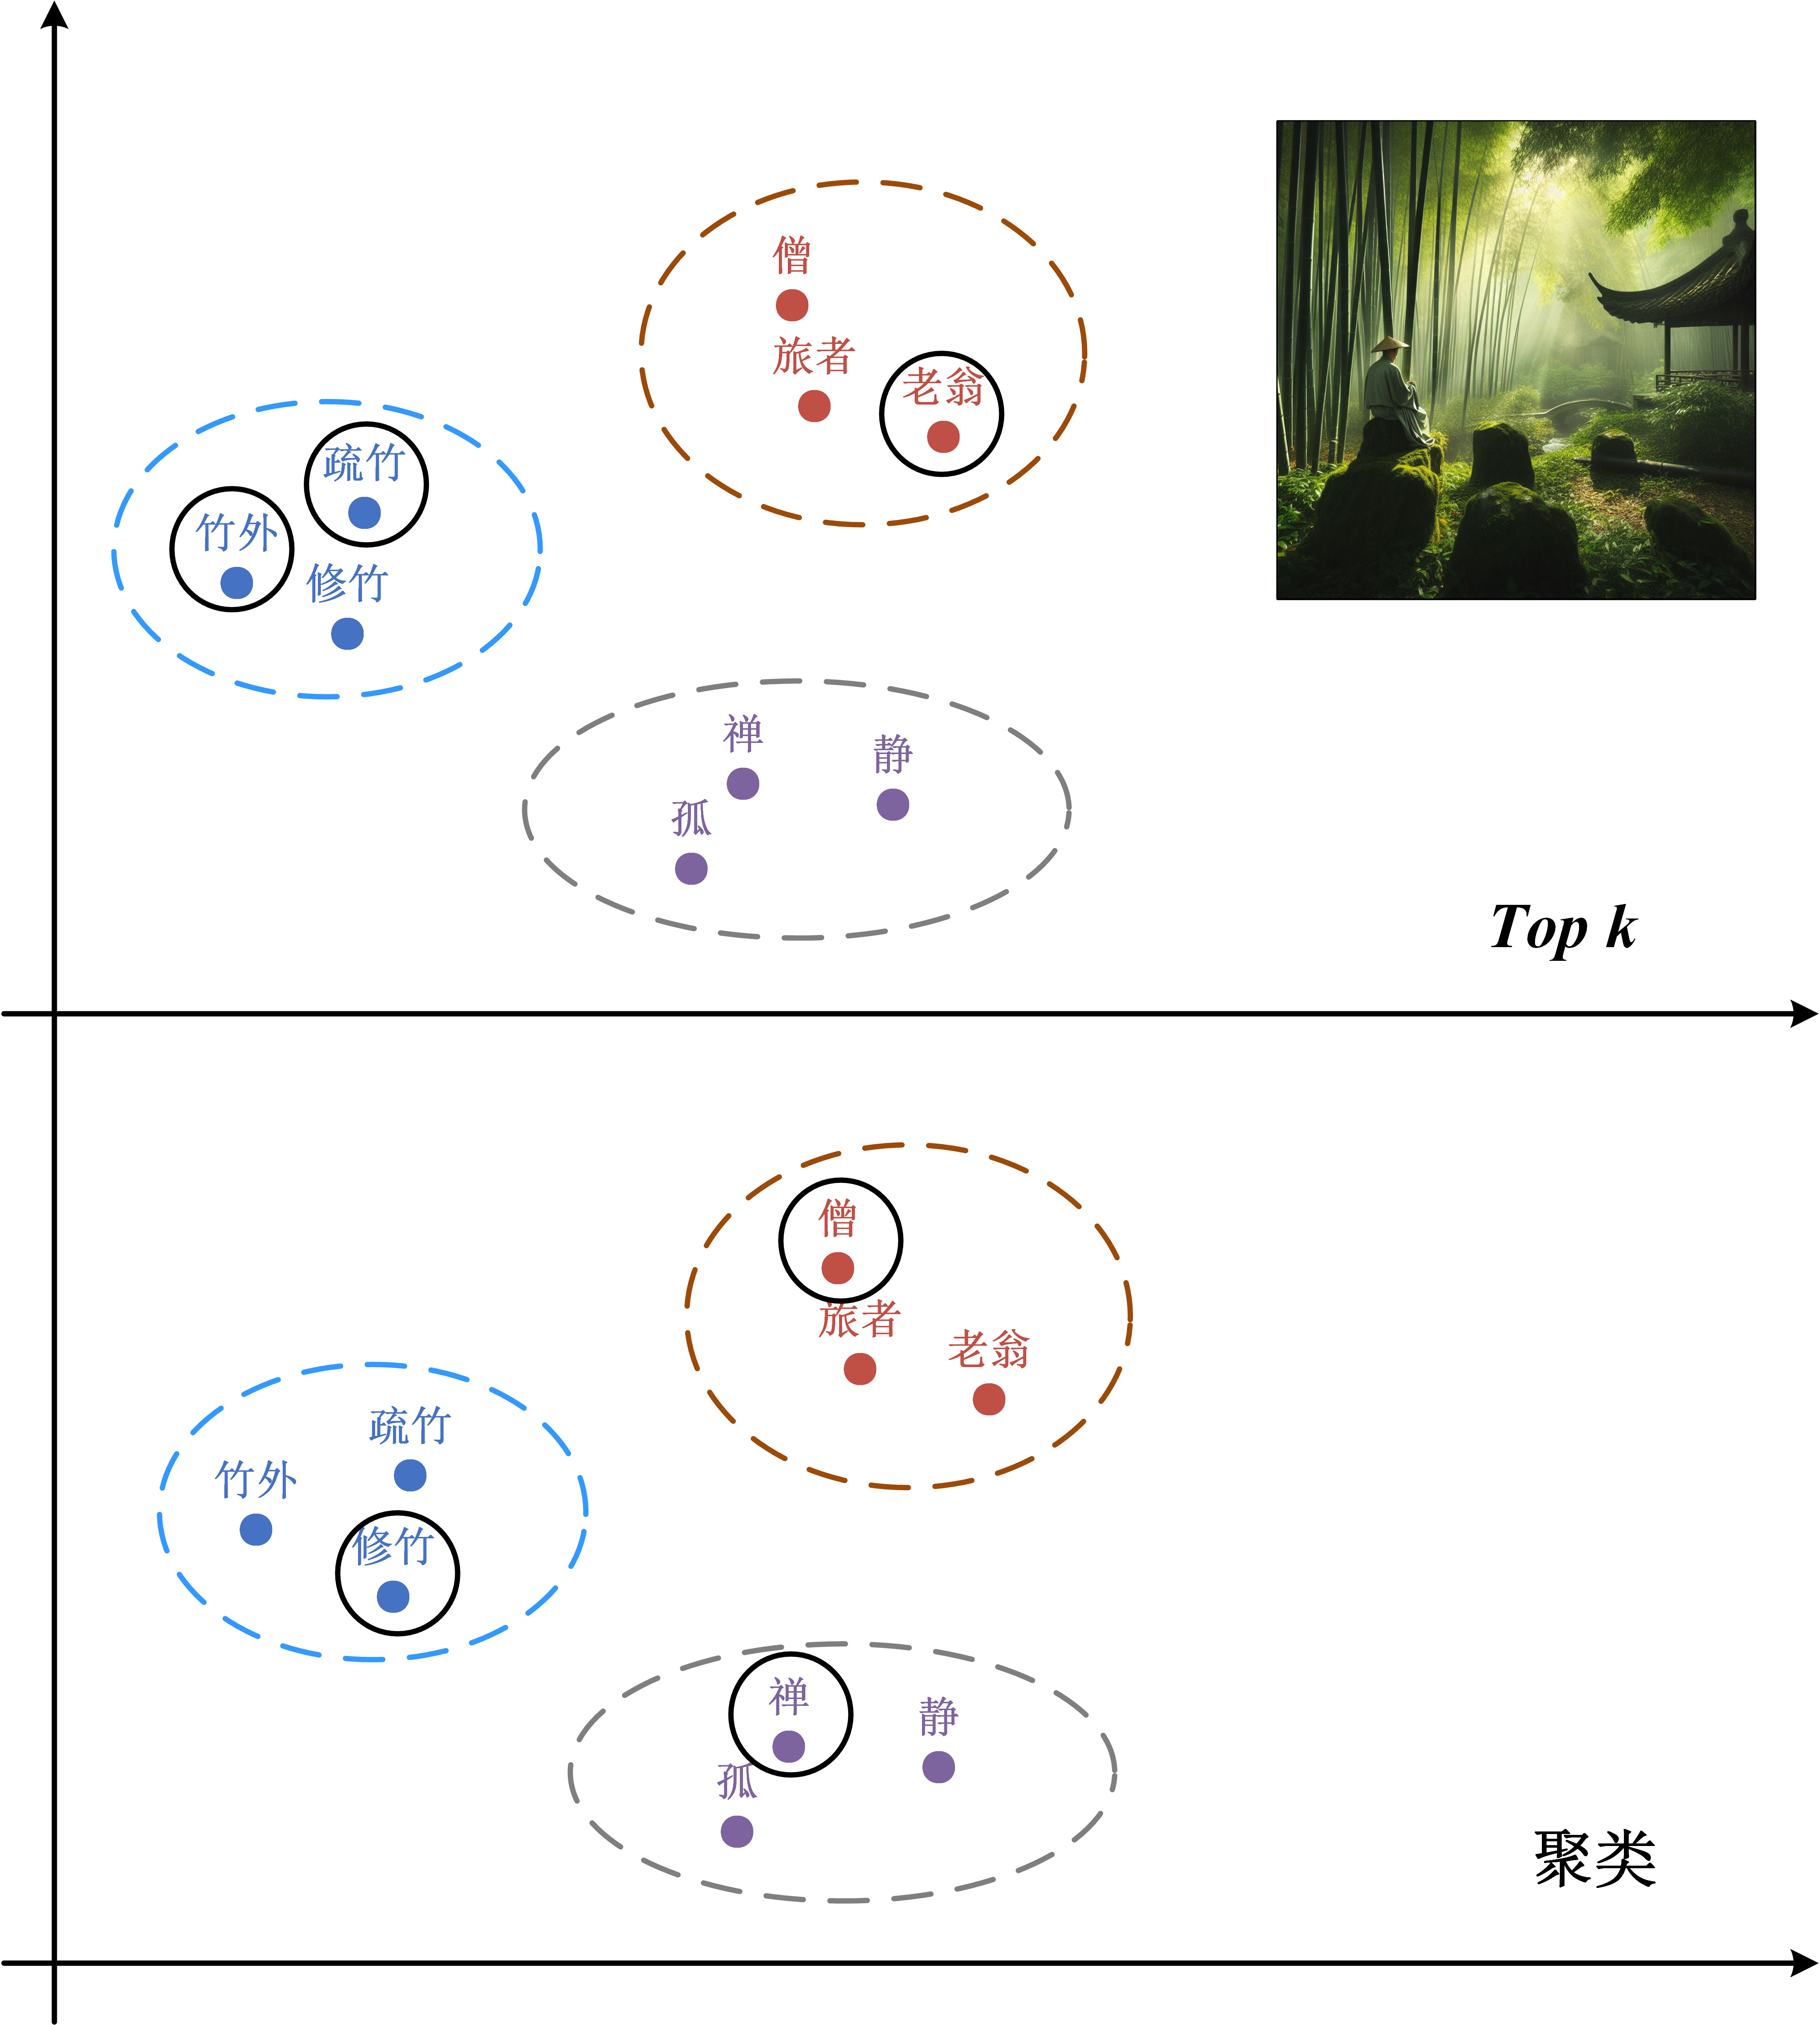 僧
旅者
老翁
疏竹
竹外
修竹
禅
静
孤
Top k
僧
旅者
老翁
疏竹
竹外
修竹
禅
静
孤
聚类